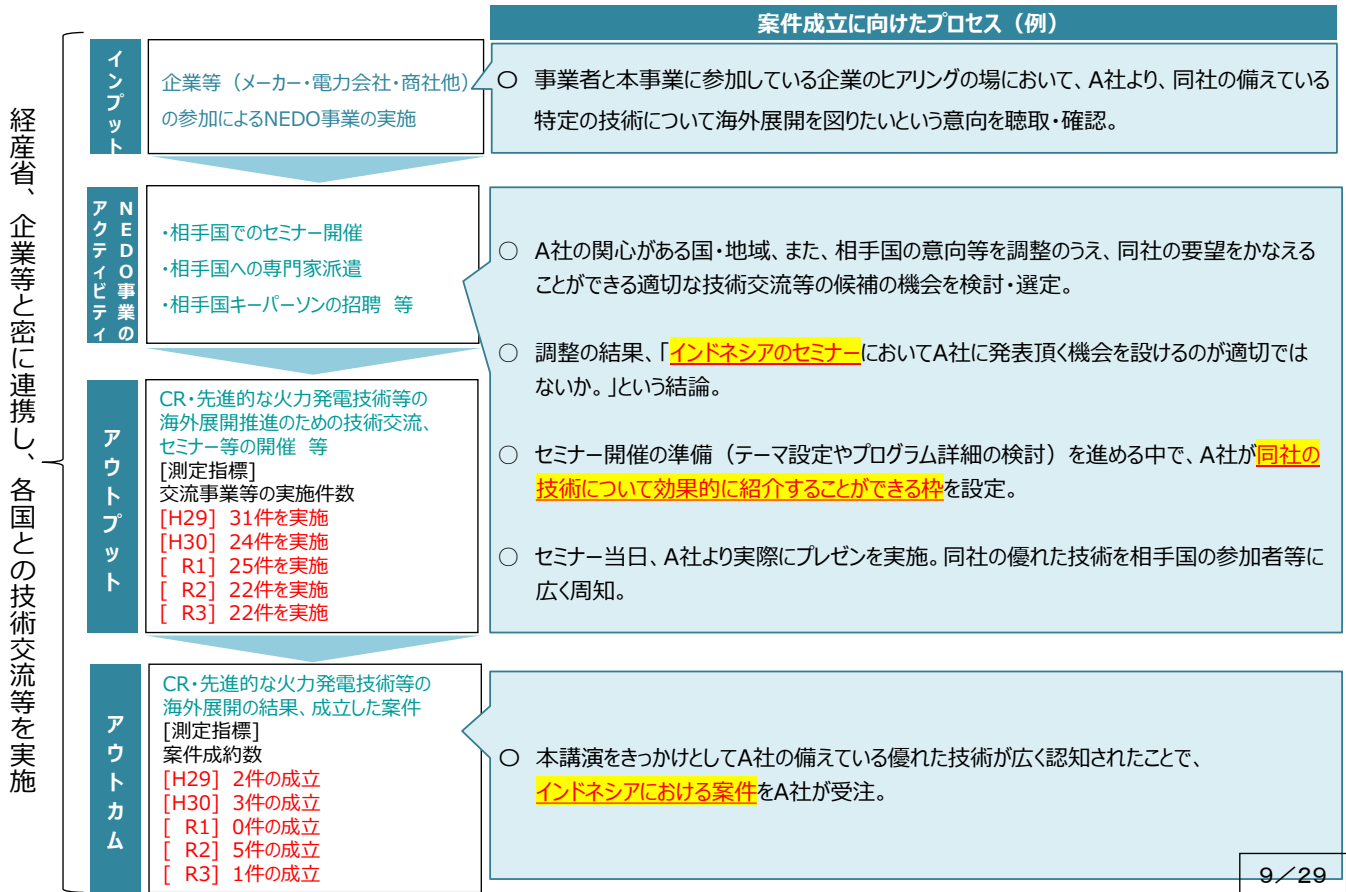 経産省、企業等と密に連携し、各国との技術交流等を実施
案件成立に向けたプロセス（例）
インプット
企業等（メーカー・電力会社・商社他）
の参加によるNEDO事業の実施
〇 事業者と本事業に参加している企業のヒアリングの場において、A社より、同社の備えている
特定の技術について海外展開を図りたいという意向を聴取・確認。
NEDO事業の
アクティビティ
・相手国でのセミナー開催
・相手国への専門家派遣
・相手国キーパーソンの招聘 等
○ A社の関心がある国・地域、また、相手国の意向等を調整のうえ、同社の要望をかなえる
ことができる適切な技術交流等の候補の機会を検討・選定。
○ 調整の結果、「インドネシアのセミナーにおいてA社に発表頂く機会を設けるのが適切では
ないか。」という結論。
○ セミナー開催の準備（テーマ設定やプログラム詳細の検討）を進める中で、A社が同社の
技術について効果的に紹介することができる枠を設定。
○ セミナー当日、A社より実際にプレゼンを実施。同社の優れた技術を相手国の参加者等に
広く周知。
アウトプット
CR・先進的な火力発電技術等の
海外展開推進のための技術交流、
セミナー等の開催 等
[測定指標]
交流事業等の実施件数
[H29] 31件を実施
[H30] 24件を実施
[ R1] 25件を実施
[ R2] 22件を実施
[ R3] 22件を実施
アウトカム
CR・先進的な火力発電技術等の
海外展開の結果、成立した案件
[測定指標]
案件成約数
[H29] 2件の成立
[H30] 3件の成立
[ R1] 0件の成立
[ R2] 5件の成立
[ R3] 1件の成立
〇 本講演をきっかけとしてA社の備えている優れた技術が広く認知されたことで、
インドネシアにおける案件をA社が受注。
9／29